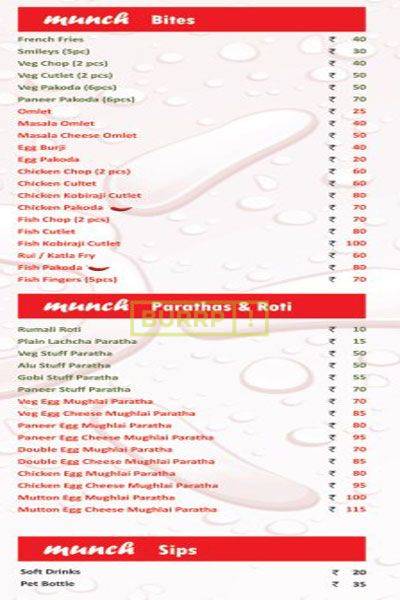 munch Bites
French Fries ₹ 40
Smileys (5pc) ₹ 30
Veg Chop (2 pcs) ₹ 40
Veg Cutlet (2 pcs) ₹ 50
Veg Pakoda (6pcs) ₹ 50
Paneer Pakoda (6pcs) ₹ 70
Omlet ₹ 25
Masala Omlet ₹ 40
Masala Cheese Omlet ₹ 50
Egg Burji ₹ 40
Egg Pakoda ₹ 20
Chicken Chop (2 pcs) ₹ 60
Chicken Cultet ₹ 60
Chicken Kobiraji Cutlet ₹ 80
Chicken Pakoda ₹ 70
Fish Chop (2 pcs) ₹ 70
Fish Cutlet ₹ 80
Fish Kobiraji Cutlet ₹ 100
Rui / Katla Fry ₹ 60
Fish Pakoda ₹ 80
Fish Fingers (5pcs) ₹ 70
munch Parathas & Roti
BURRP!
Rumali Roti ₹ 10
Plain Lachcha Paratha ₹ 15
Veg Stuff Paratha ₹ 50
Alu Stuff Paratha ₹ 50
Gobi Stuff Paratha ₹ 55
Paneer Stuff Paratha ₹ 70
Veg Egg Mughlai Paratha ₹ 70
Veg Egg Cheese Mughlai Paratha ₹ 85
Paneer Egg Mughlai Paratha ₹ 80
Paneer Egg Cheese Mughlai Paratha ₹ 95
Double Egg Mughlai Paratha ₹ 70
Double Egg Cheese Mughlai Paratha ₹ 85
Chicken Egg Mughlai Paratha ₹ 80
Chicken Egg Cheese Mughlai Paratha ₹ 95
Mutton Egg Mughlai Paratha ₹ 100
Mutton Egg Cheese Mughlai Paratha ₹ 115
munch Sips
Soft Drinks ₹ 20
Pet Bottle ₹ 35